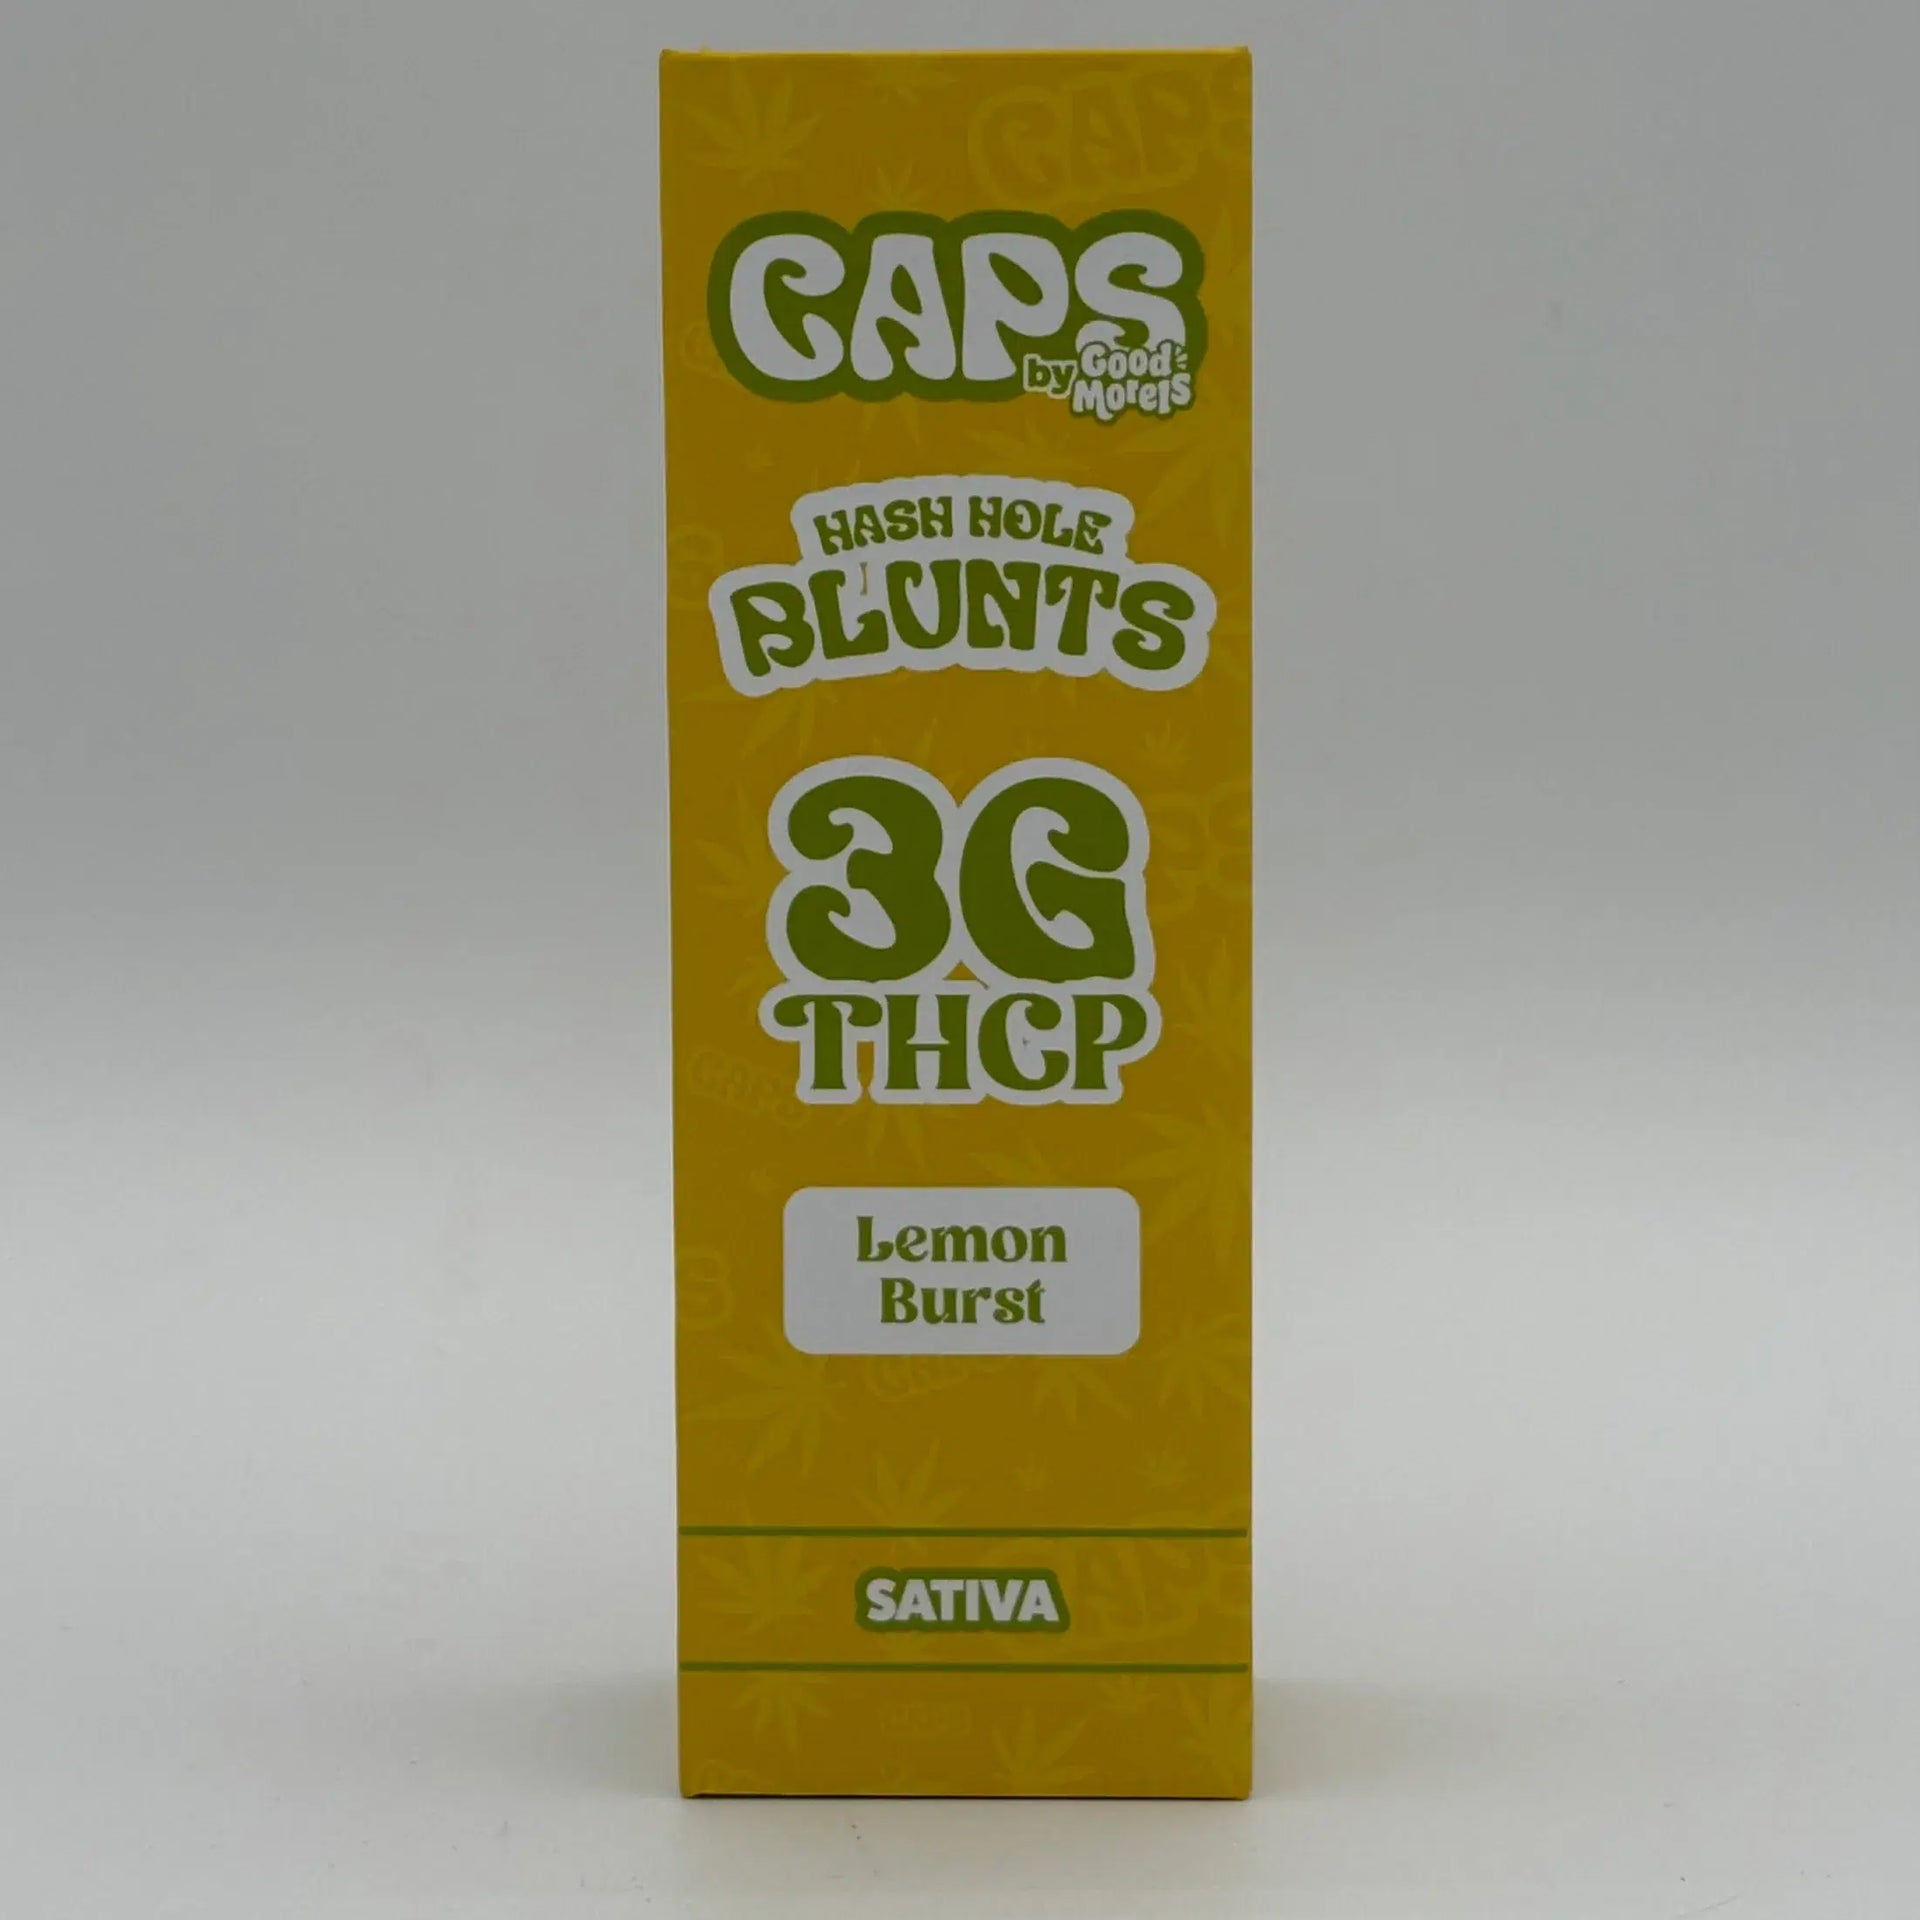 CAPS
by Good
Morels
HASH HOLE
BLUNTS
3G
THCP
Lemon
Burst
SATIVA